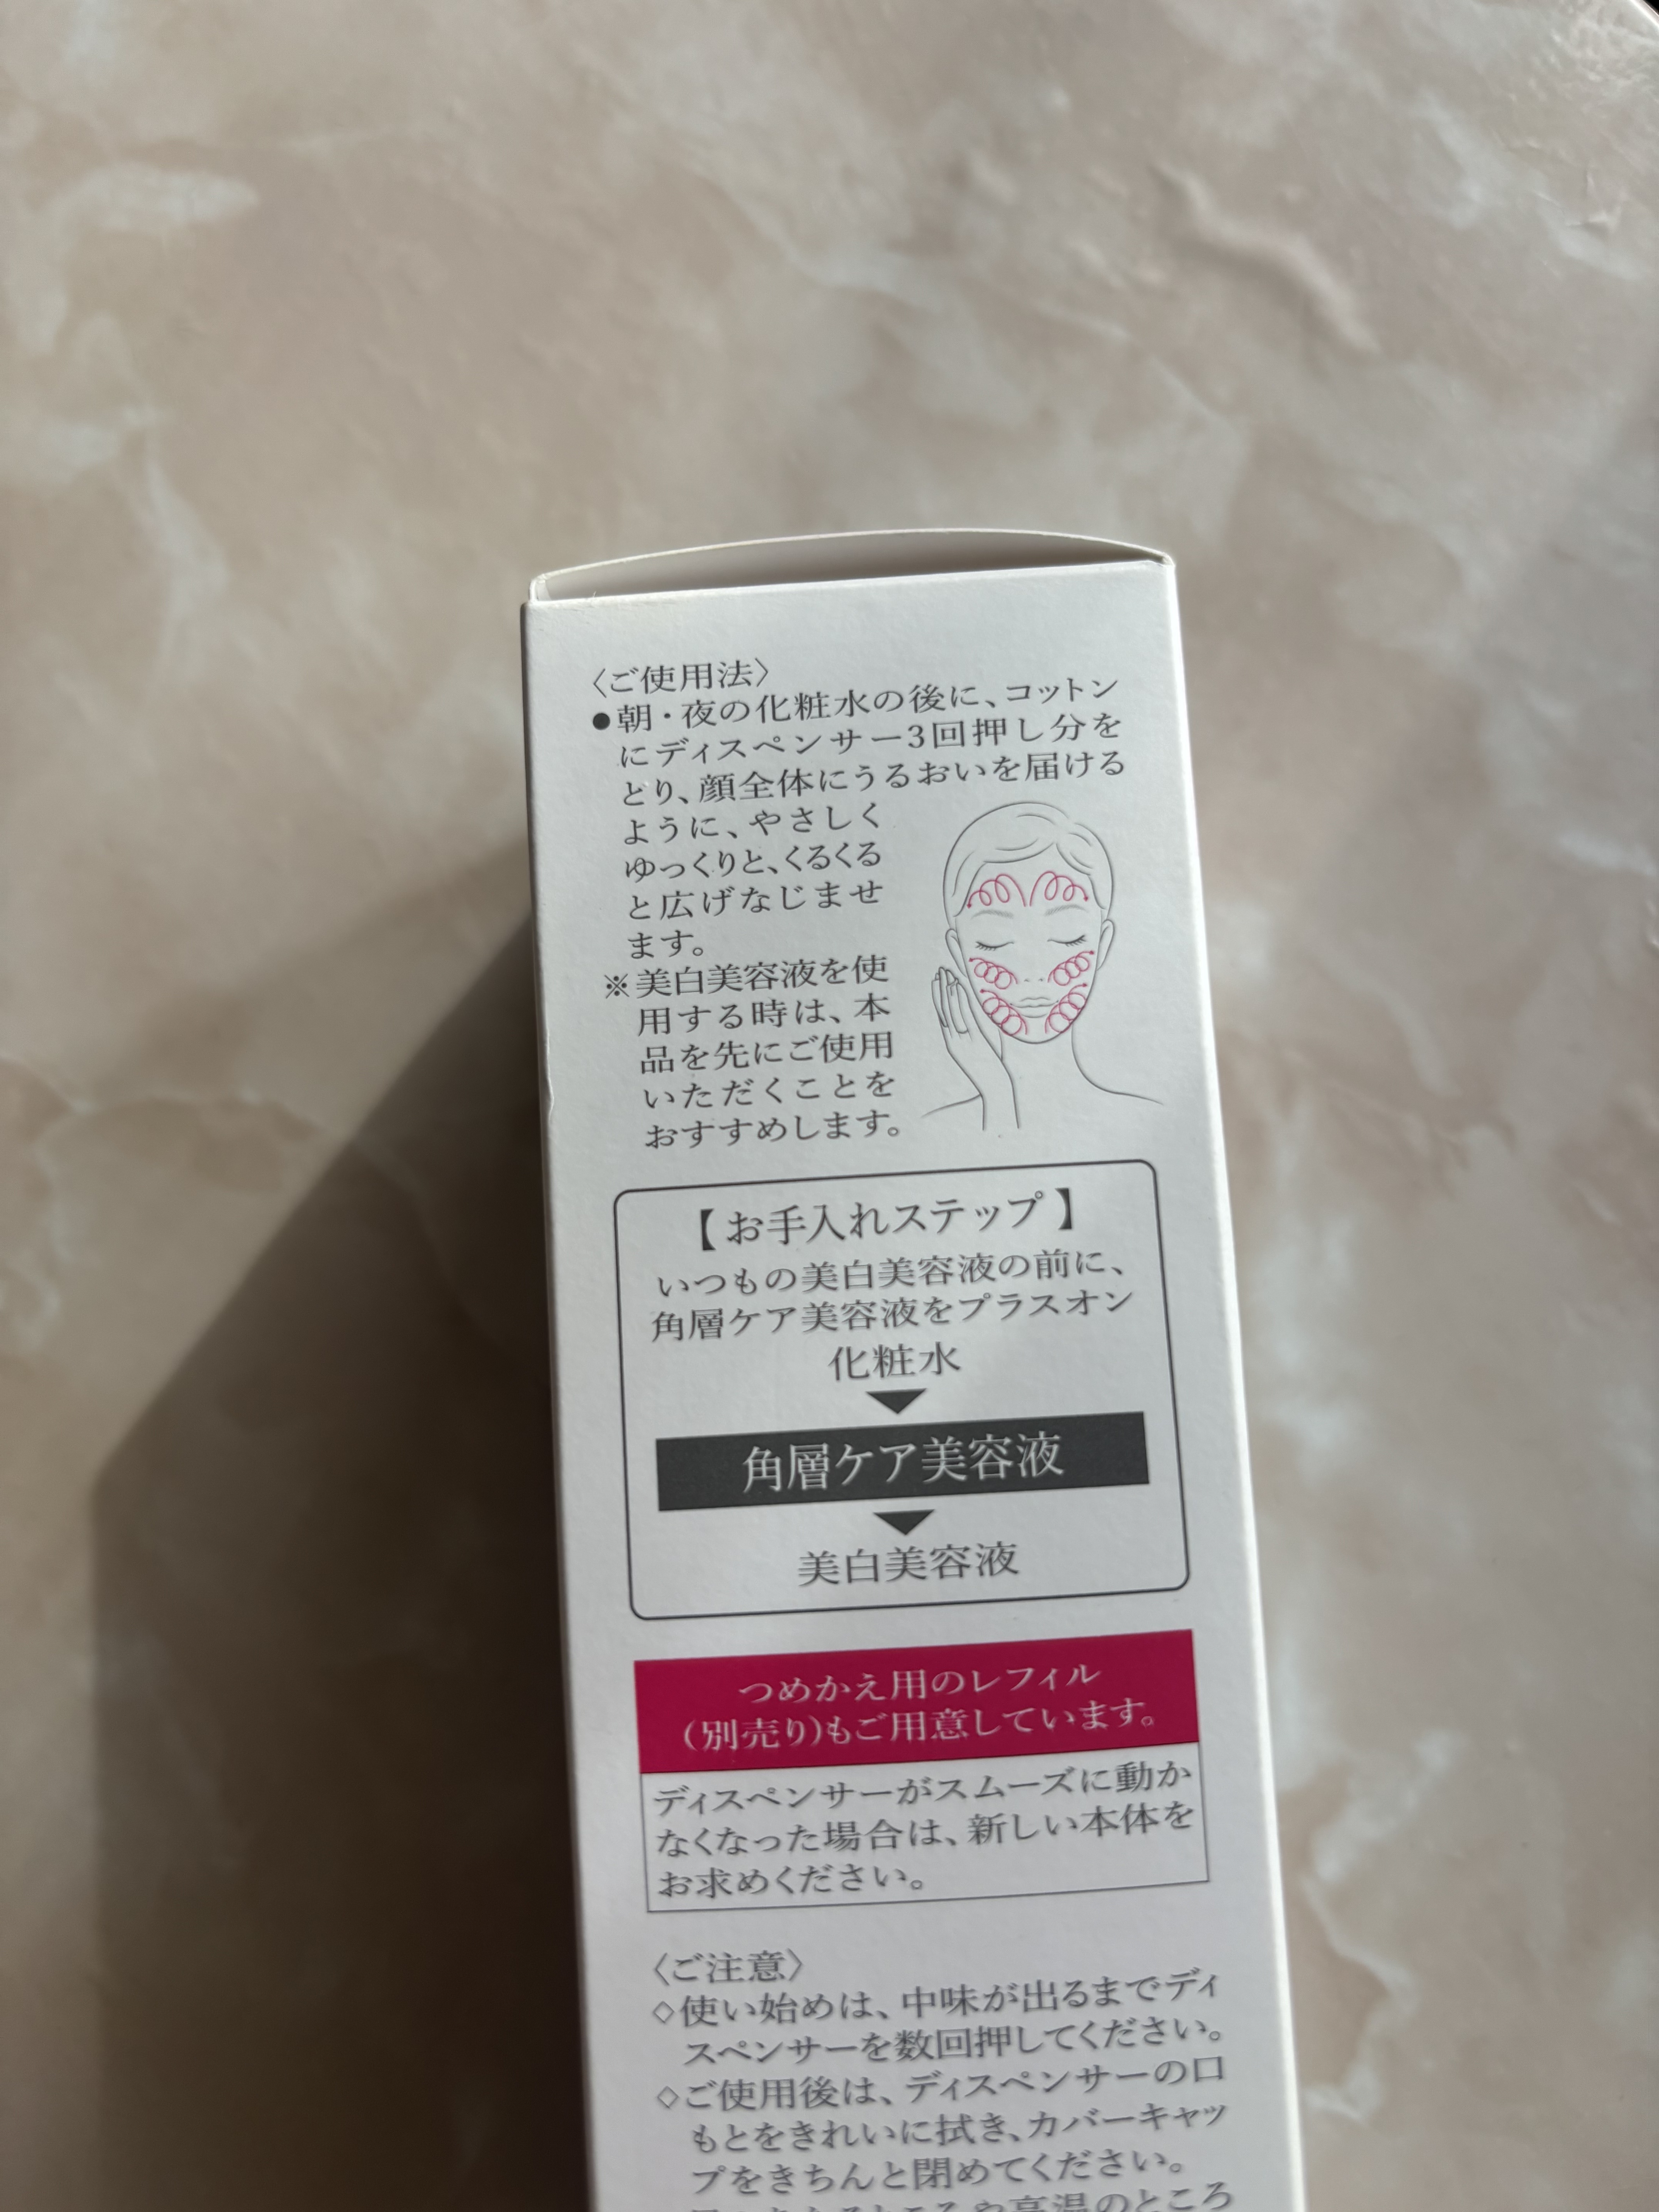 〈ご使用法〉
●朝・夜の化粧水の後に、コットン
にディスペンサー3回押し分を
とり、顔全体にうるおいを届ける
ように、やさしく
ゆっくりと、くるくる
と広げなじませ
ます。
※美白美容液を使
用する時は、本
品を先にご使用
いただくことを
おすすめします。
【お手入れステップ】
いつもの美白美容液の前に、
角層ケア美容液をプラスオン
化粧水
▼
角層ケア美容液
▼
美白美容液
つめかえ用のレフィル
(別売り)もご用意しています。
ディスペンサーがスムーズに動か
なくなった場合は、新しい本体を
お求めください。
〈ご注意〉
◇使い始めは、中味が出るまでディ
スペンサーを数回押してください。
◇ご使用後は、ディスペンサーの口
もとをきれいに拭き、カバーキャッ
プをきちんと閉めてください。
ところや高温のところ